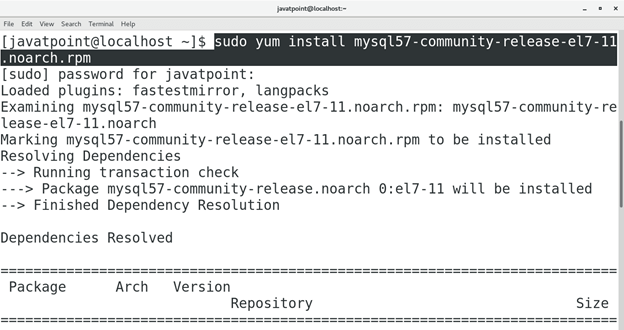 javatpoint@localhost:~
File Edit View Search Terminal Help
[javatpoint@localhost ~]$ sudo yum install mysql57-community-release-el7-11
.noarch.rpm
[sudo] password for javatpoint:
Loaded plugins: fastestmirror, langpacks
Examining mysql57-community-release-el7-11.noarch.rpm: mysql57-community-re
lease-el7-11.noarch
Marking mysql57-community-release-el7-11.noarch.rpm to be installed
Resolving Dependencies
--> Running transaction check
---> Package mysql57-community-release.noarch 0:el7-11 will be installed
--> Finished Dependency Resolution
Dependencies Resolved
===========================================================================
Package Arch Version
Repository Size
===========================================================================